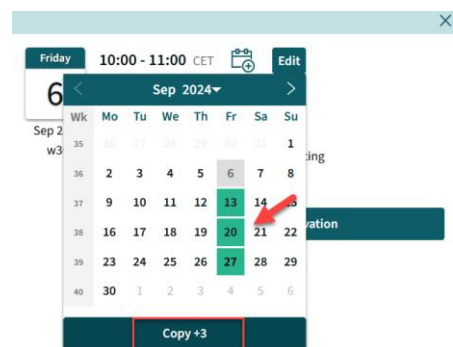 Friday 10:00 - 11:00 CET Edit
6 Sep 2024
Wk Mo Tu We Th Fr Sa Su
Sep 2
35 26 27 28 29 30 31 1
w3
36 2 3 4 5 6 7 8
37 9 10 11 12 13 14 15
38 16 17 18 19 20 21 22
39 23 24 25 26 27 28 29
40 30 1 2 3 4 5 6
Copy +3